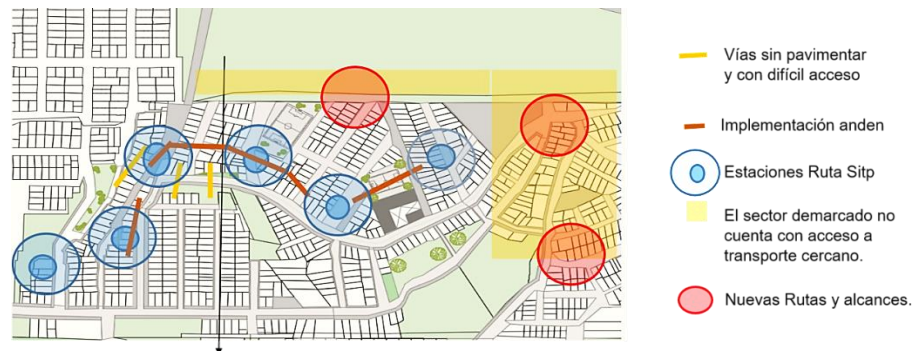 Vías sin pavimentar
y con difícil acceso
Implementación anden
Estaciones Ruta Sitp
El sector demarcado no
cuenta con acceso a
transporte cercano.
Nuevas Rutas y alcances.